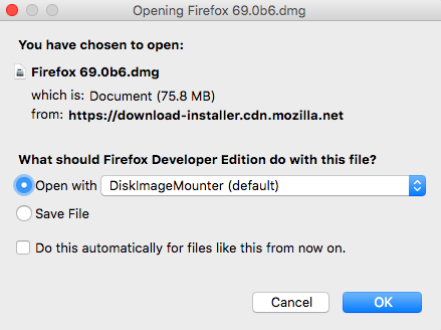 Opening Firefox 69.0b6.dmg
You have chosen to open:
Firefox 69.0b6.dmg
which is: Document (75.8 MB)
from: https://download-installer.cdn.mozilla.net
What should Firefox Developer Edition do with this file?
Open with DiskImageMounter (default)
Save File
Do this automatically for files like this from now on.
Cancel OK